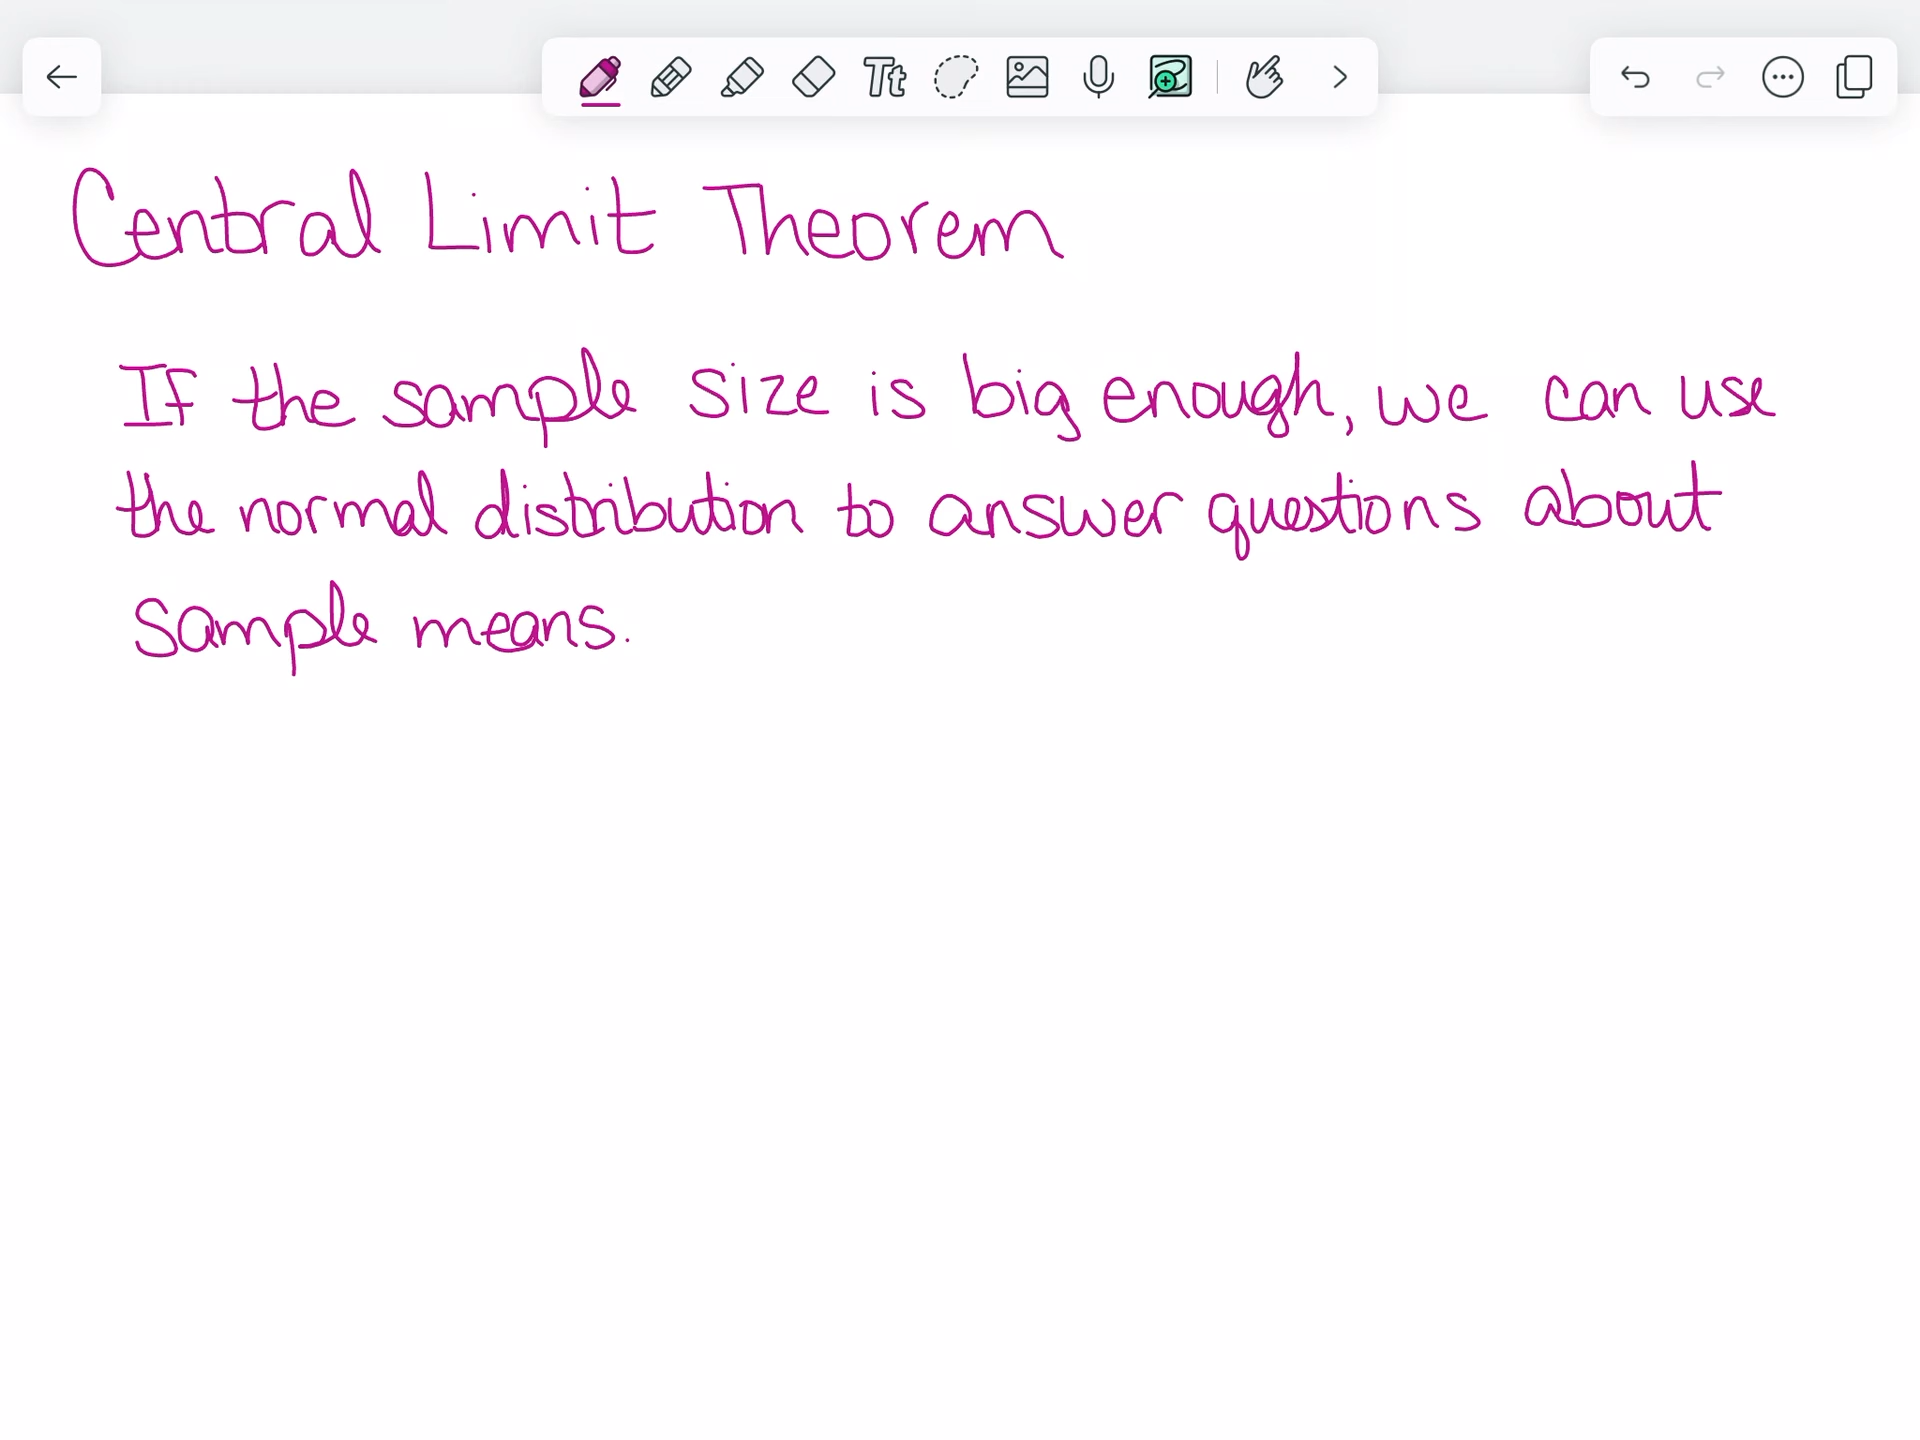 Central Limit Theorem
If the sample size is big enough, we can use
the normal distribution to answer questions about
sample means.
Tt